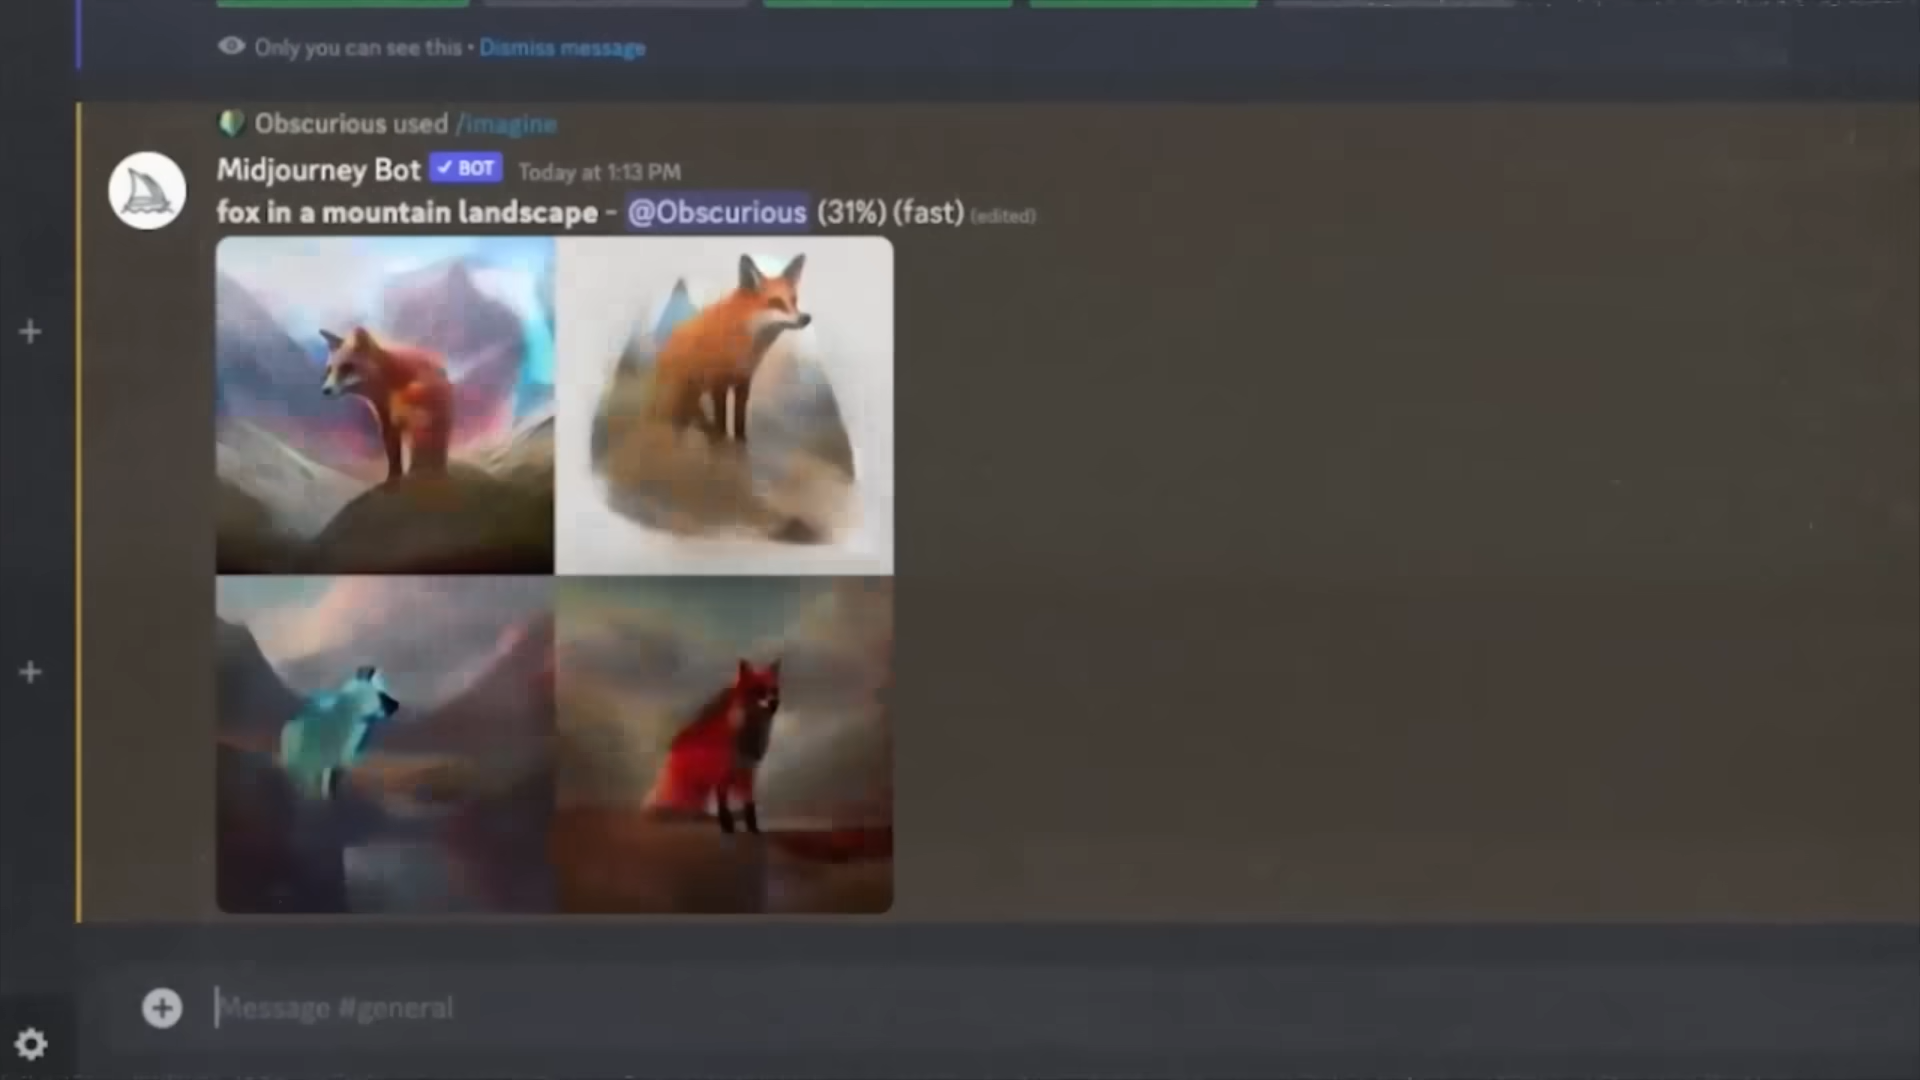 Only you can see this • Dismiss message
Obscurious used /imagine
Midjourney Bot ✓ BOT Today at 1:13 PM
fox in a mountain landscape - @Obscurious (31%) (fast) (edited)
Message #general